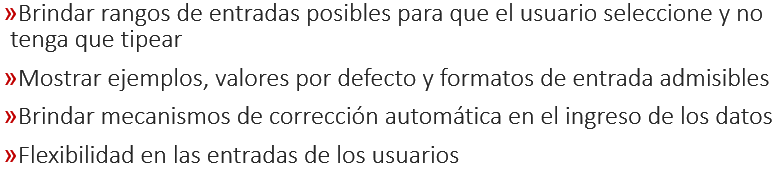 »Brindar rangos de entradas posibles para que el usuario seleccione y no
tenga que tipear
»Mostrar ejemplos, valores por defecto y formatos de entrada admisibles
»Brindar mecanismos de corrección automática en el ingreso de los datos
»Flexibilidad en las entradas de los usuarios